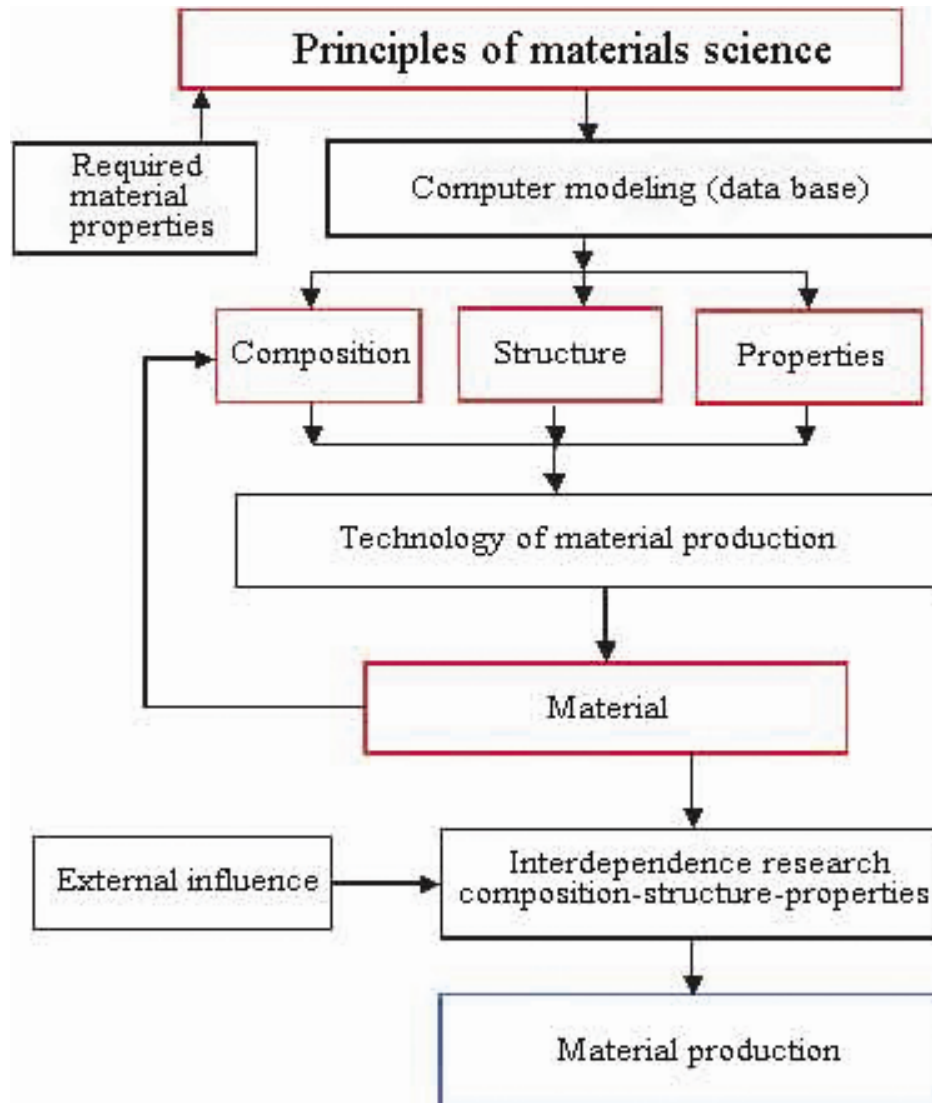 Principles of materials science
Required
material
properties
Computer modeling (data base)
Composition
Structure
Properties
Technology of material production
Material
External influence
Interdependence research
composition-structure-properties
Material production